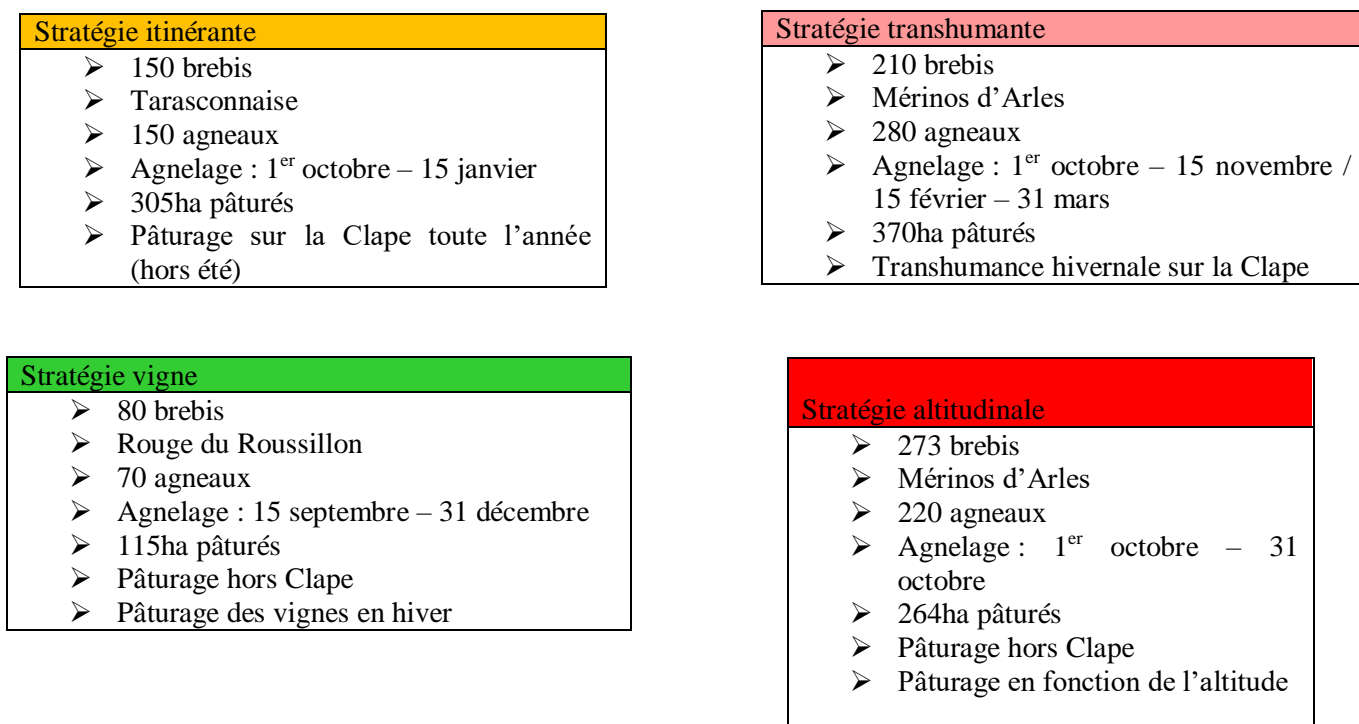 Stratégie itinérante
➢ 150 brebis
➢ Tarasconnaise
➢ 150 agneaux
➢ Agnelage : 1er octobre – 15 janvier
➢ 305ha pâturés
➢ Pâturage sur la Clape toute l’année
(hors été)
Stratégie transhumante
➢ 210 brebis
➢ Mérinos d’Arles
➢ 280 agneaux
➢ Agnelage : 1er octobre – 15 novembre /
15 février – 31 mars
➢ 370ha pâturés
➢ Transhumance hivernale sur la Clape
Stratégie vigne
➢ 80 brebis
➢ Rouge du Roussillon
➢ 70 agneaux
➢ Agnelage : 15 septembre – 31 décembre
➢ 115ha pâturés
➢ Pâturage hors Clape
➢ Pâturage des vignes en hiver
Stratégie altitudinale
➢ 273 brebis
➢ Mérinos d’Arles
➢ 220 agneaux
➢ Agnelage : 1er octobre – 31
octobre
➢ 264ha pâturés
➢ Pâturage hors Clape
➢ Pâturage en fonction de l’altitude